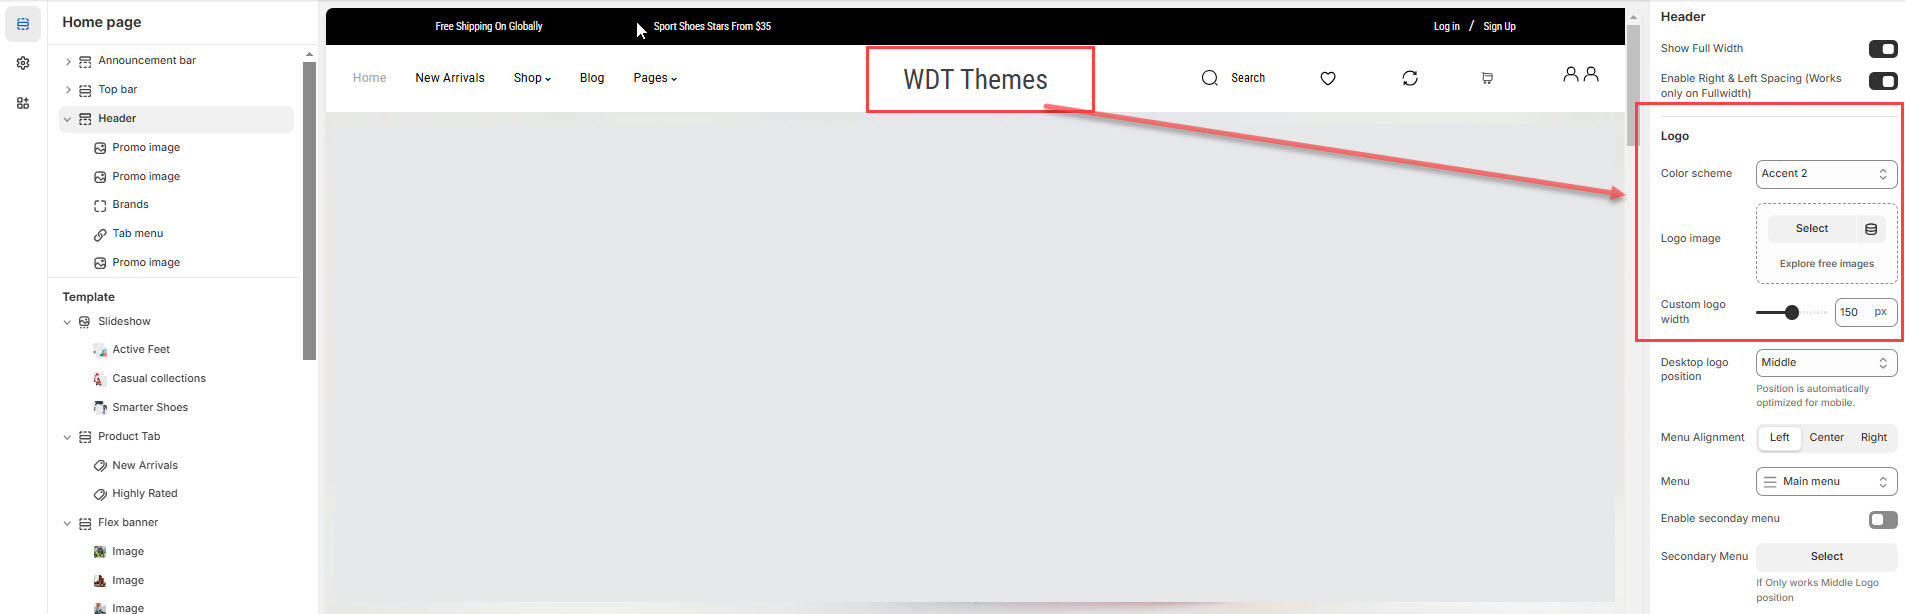 Home page
Announcement bar
Top bar
Header
Promo image
Promo image
Brands
Tab menu
Promo image
Template
Slideshow
Active Feet
Casual collections
Smarter Shoes
Product Tab
New Arrivals
Highly Rated
Flex banner
Image
Image
Image
Free Shipping On Globally
Sport Shoes Stars From $35
Log in / Sign Up
Home New Arrivals Shop Blog Pages
WDT Themes
Search
Header
Show Full Width
Enable Right & Left Spacing (Works
only on Fullwidth)
Logo
Color scheme
Accent 2
Logo image
Select
Explore free images
Custom logo
width
150 px
Desktop logo
position
Middle
Position is automatically
optimized for mobile.
Menu Alignment
Left Center Right
Menu
Main menu
Enable seconday menu
Secondary Menu
Select
If Only works Middle Logo
position